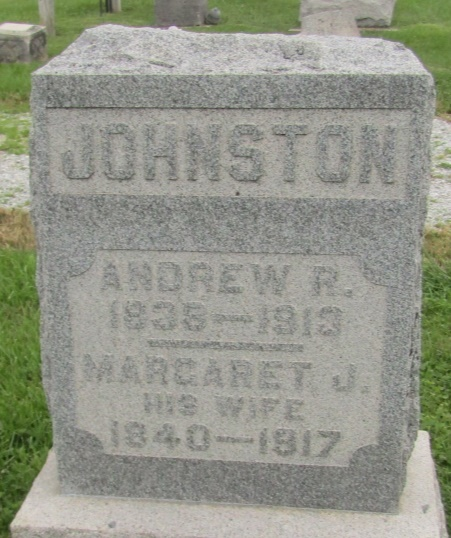 JOHNSTON
ANDREW R.
1838–1913
MARGARET J.
HIS WIFE
1840–1917